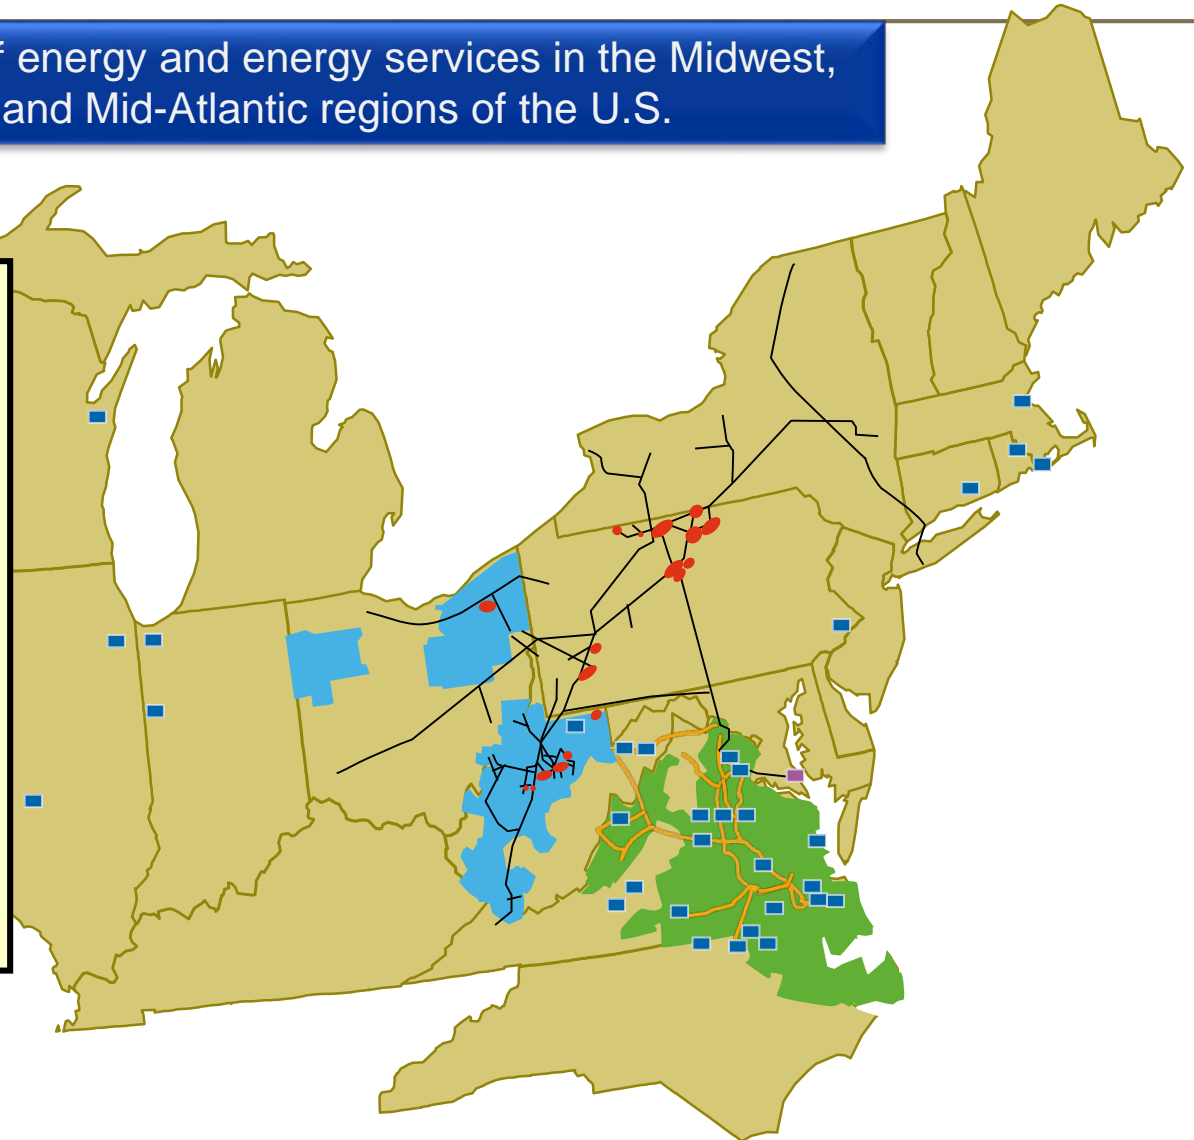 f energy and energy services in the Midwest,
and Mid-Atlantic regions of the U.S.